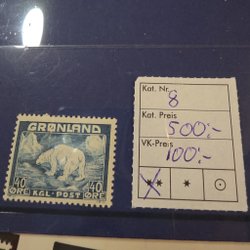 GRØNLAND
40 ØRE
KGL·POST
40 ØRE
Kat. Nr.
8
Kat. Preis
500:-
VK-Preis
100:-
** * ⊙